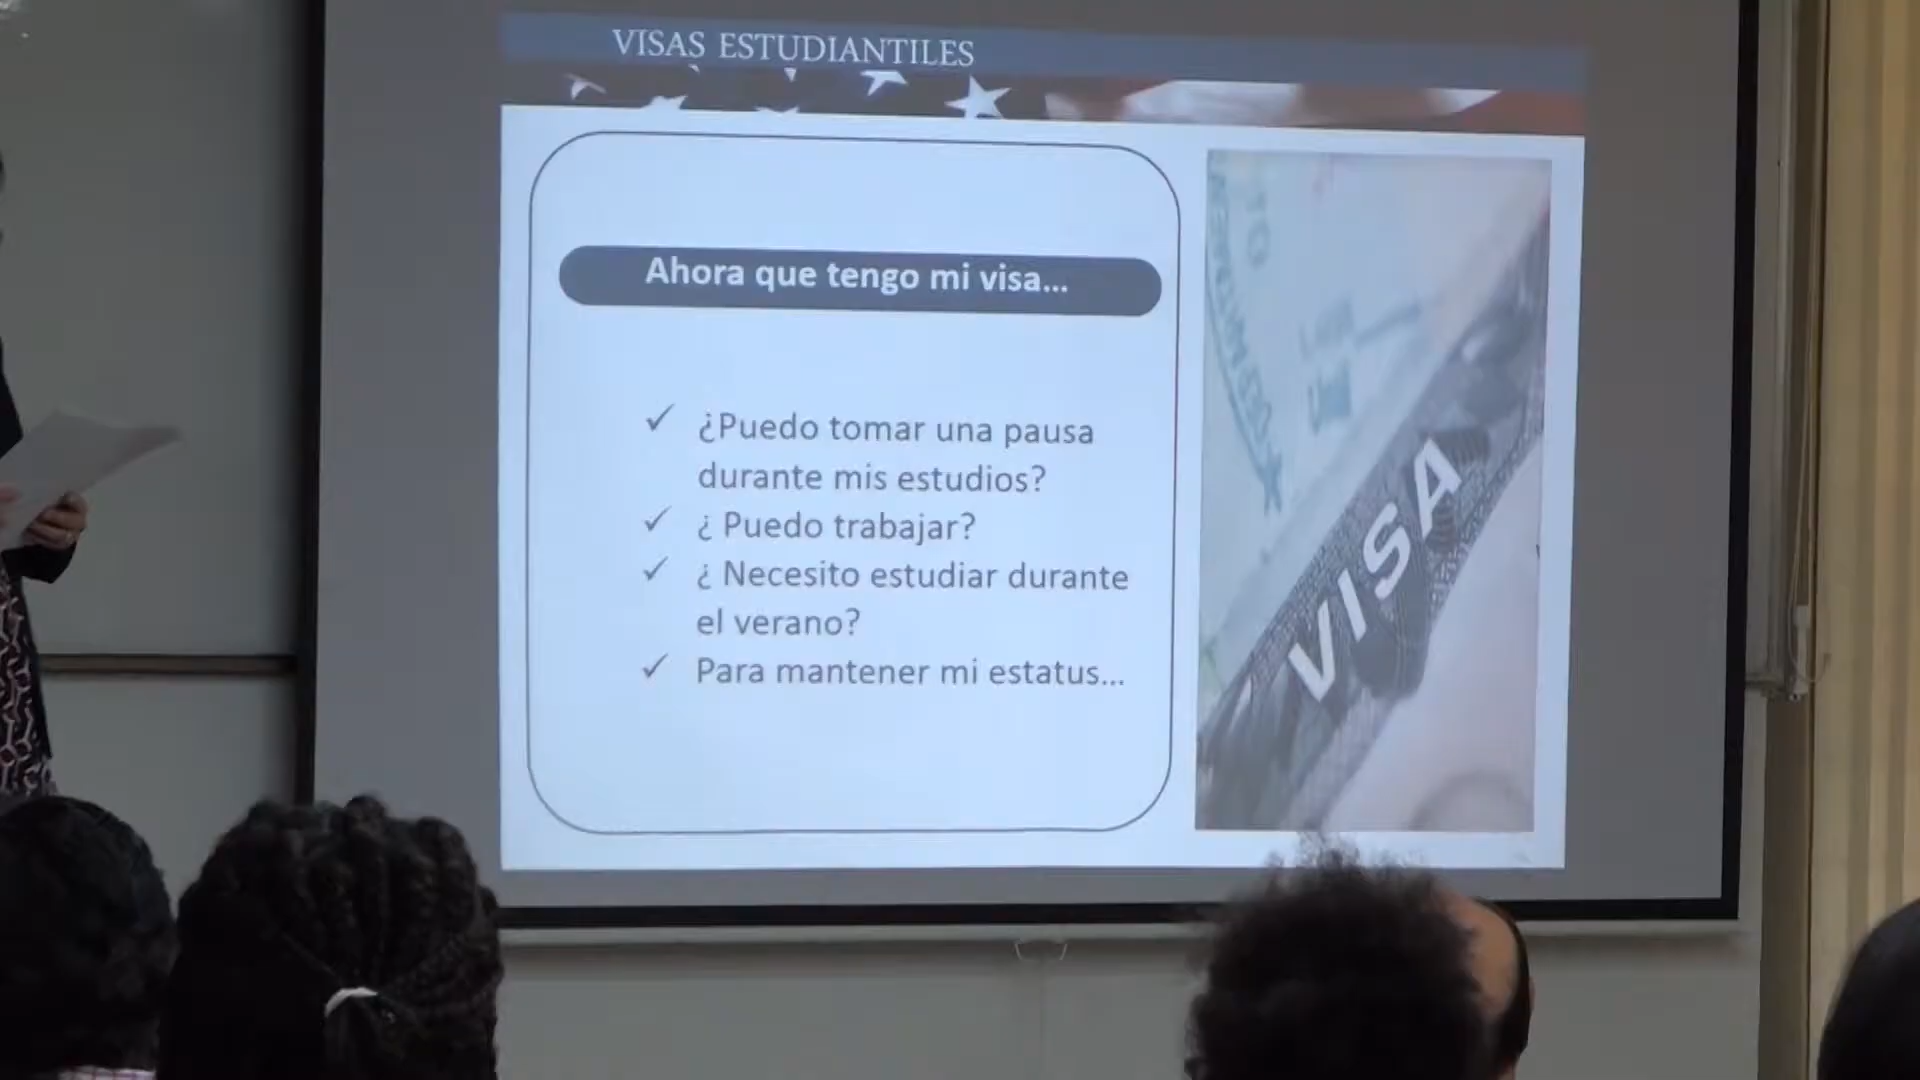 VISAS ESTUDIANTILES
Ahora que tengo mi visa...
✓ ¿Puedo tomar una pausa
durante mis estudios?
✓ ¿ Puedo trabajar?
✓ ¿ Necesito estudiar durante
el verano?
✓ Para mantener mi estatus...
VISA